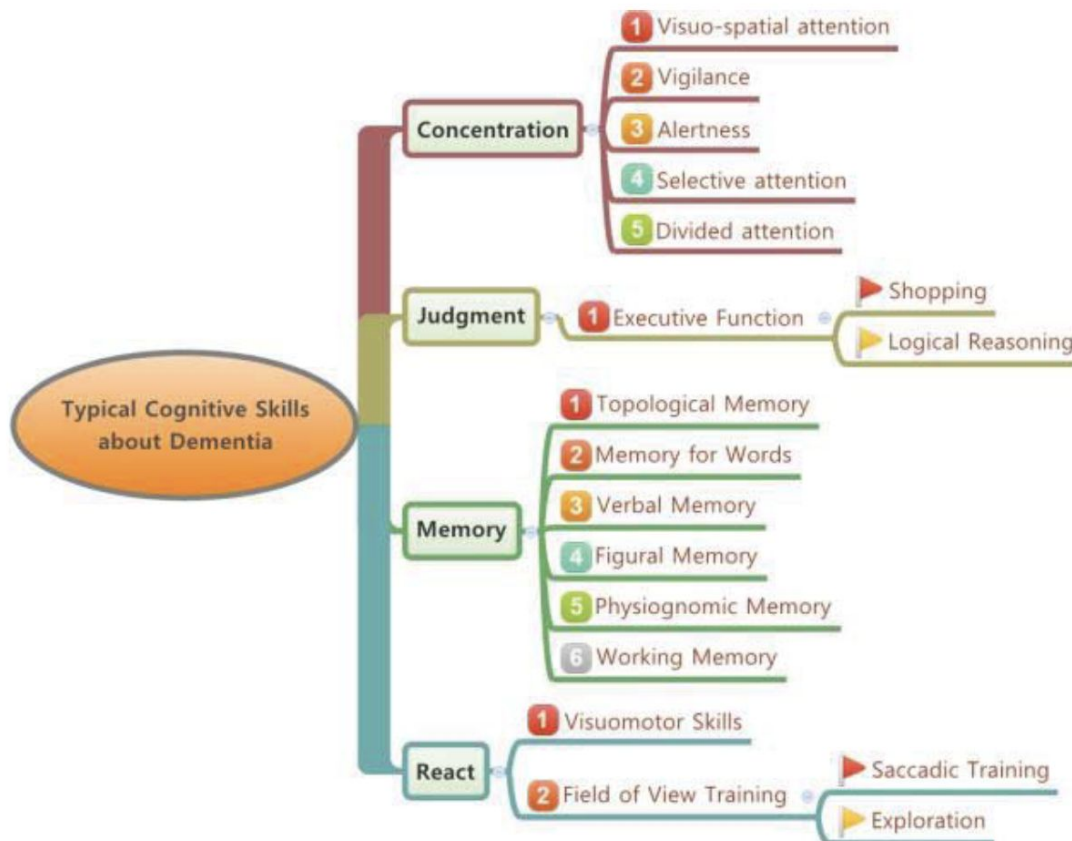 Typical Cognitive Skills
about Dementia
Concentration
1 Visuo-spatial attention
2 Vigilance
3 Alertness
4 Selective attention
5 Divided attention
Judgment
1 Executive Function
Shopping
Logical Reasoning
Memory
1 Topological Memory
2 Memory for Words
3 Verbal Memory
4 Figural Memory
5 Physiognomic Memory
6 Working Memory
React
1 Visuomotor Skills
2 Field of View Training
Saccadic Training
Exploration